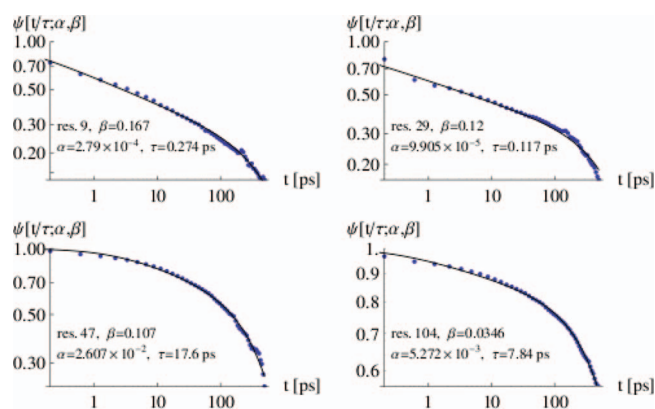 ψ[t/τ;α,β]
1.00
0.70
0.50
0.30
0.20
res. 9, β=0.167
α=2.79×10⁻⁴, τ=0.274 ps
1 10 100
t [ps]
ψ[t/τ;α,β]
1.00
0.70
0.50
0.30
0.20
res. 29, β=0.12
α=9.905×10⁻⁵, τ=0.117 ps
1 10 100
t [ps]
ψ[t/τ;α,β]
1.00
0.70
0.50
0.30
res. 47, β=0.107
α=2.607×10⁻², τ=17.6 ps
1 10 100
t [ps]
ψ[t/τ;α,β]
1.
0.9
0.8
0.7
0.6
res. 104, β=0.0346
α=5.272×10⁻³, τ=7.84 ps
1 10 100
t [ps]